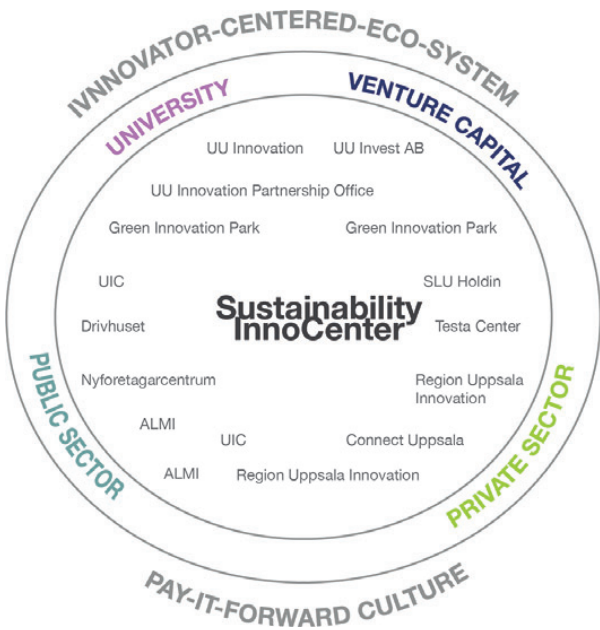 IVNNOVATOR-CENTERED-ECO-SYSTEM
UNIVERSITY
VENTURE CAPITAL
UU Innovation
UU Invest AB
UU Innovation Partnership Office
Green Innovation Park
Green Innovation Park
UIC
SLU Holdin
Sustainability
InnoCenter
Drivhuset
Testa Center
Nyforetagarcentrum
Region Uppsala
Innovation
ALMI
UIC
Connect Uppsala
ALMI
Region Uppsala Innovation
PUBLIC SECTOR
PRIVATE SECTOR
PAY-IT-FORWARD CULTURE